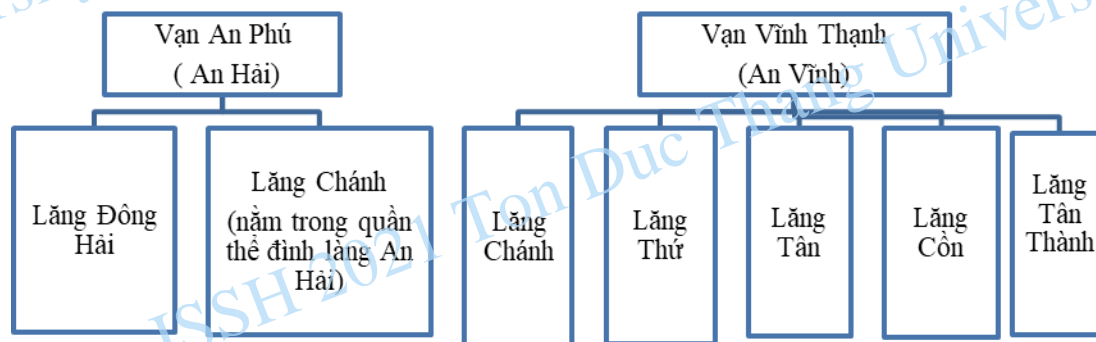 Vạn An Phú
( An Hải)
Vạn Vĩnh Thạnh
(An Vĩnh)
Lăng Đông
Hải
Lăng Chánh
(nằm trong quần
thể đình làng An
Hải)
Lăng
Chánh
Lăng
Thứ
Lăng
Tân
Lăng
Cồn
Lăng
Tân
Thành
ISSH 2021 Ton Duc Thang Univers